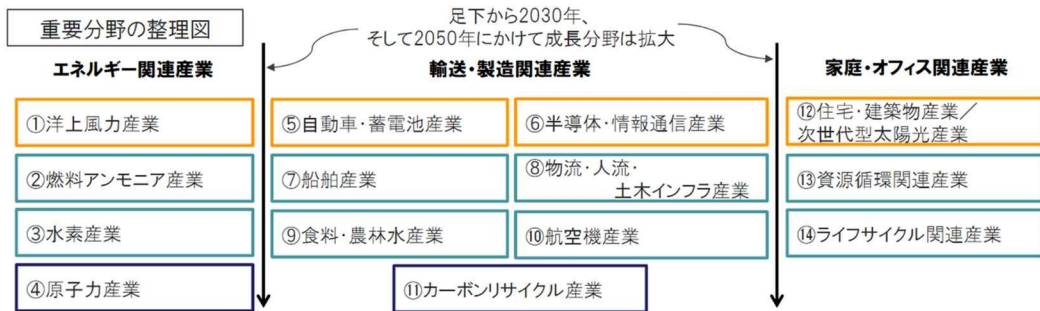 重要分野の整理図
足下から2030年、
そして2050年にかけて成長分野は拡大
エネルギー関連産業
輸送・製造関連産業
家庭・オフィス関連産業
①洋上風力産業
⑤自動車・蓄電池産業
⑥半導体・情報通信産業
⑫住宅・建築物産業／
次世代型太陽光産業
②燃料アンモニア産業
⑦船舶産業
⑧物流・人流・
土木インフラ産業
⑬資源循環関連産業
③水素産業
⑨食料・農林水産業
⑩航空機産業
⑭ライフサイクル関連産業
④原子力産業
⑪カーボンリサイクル産業